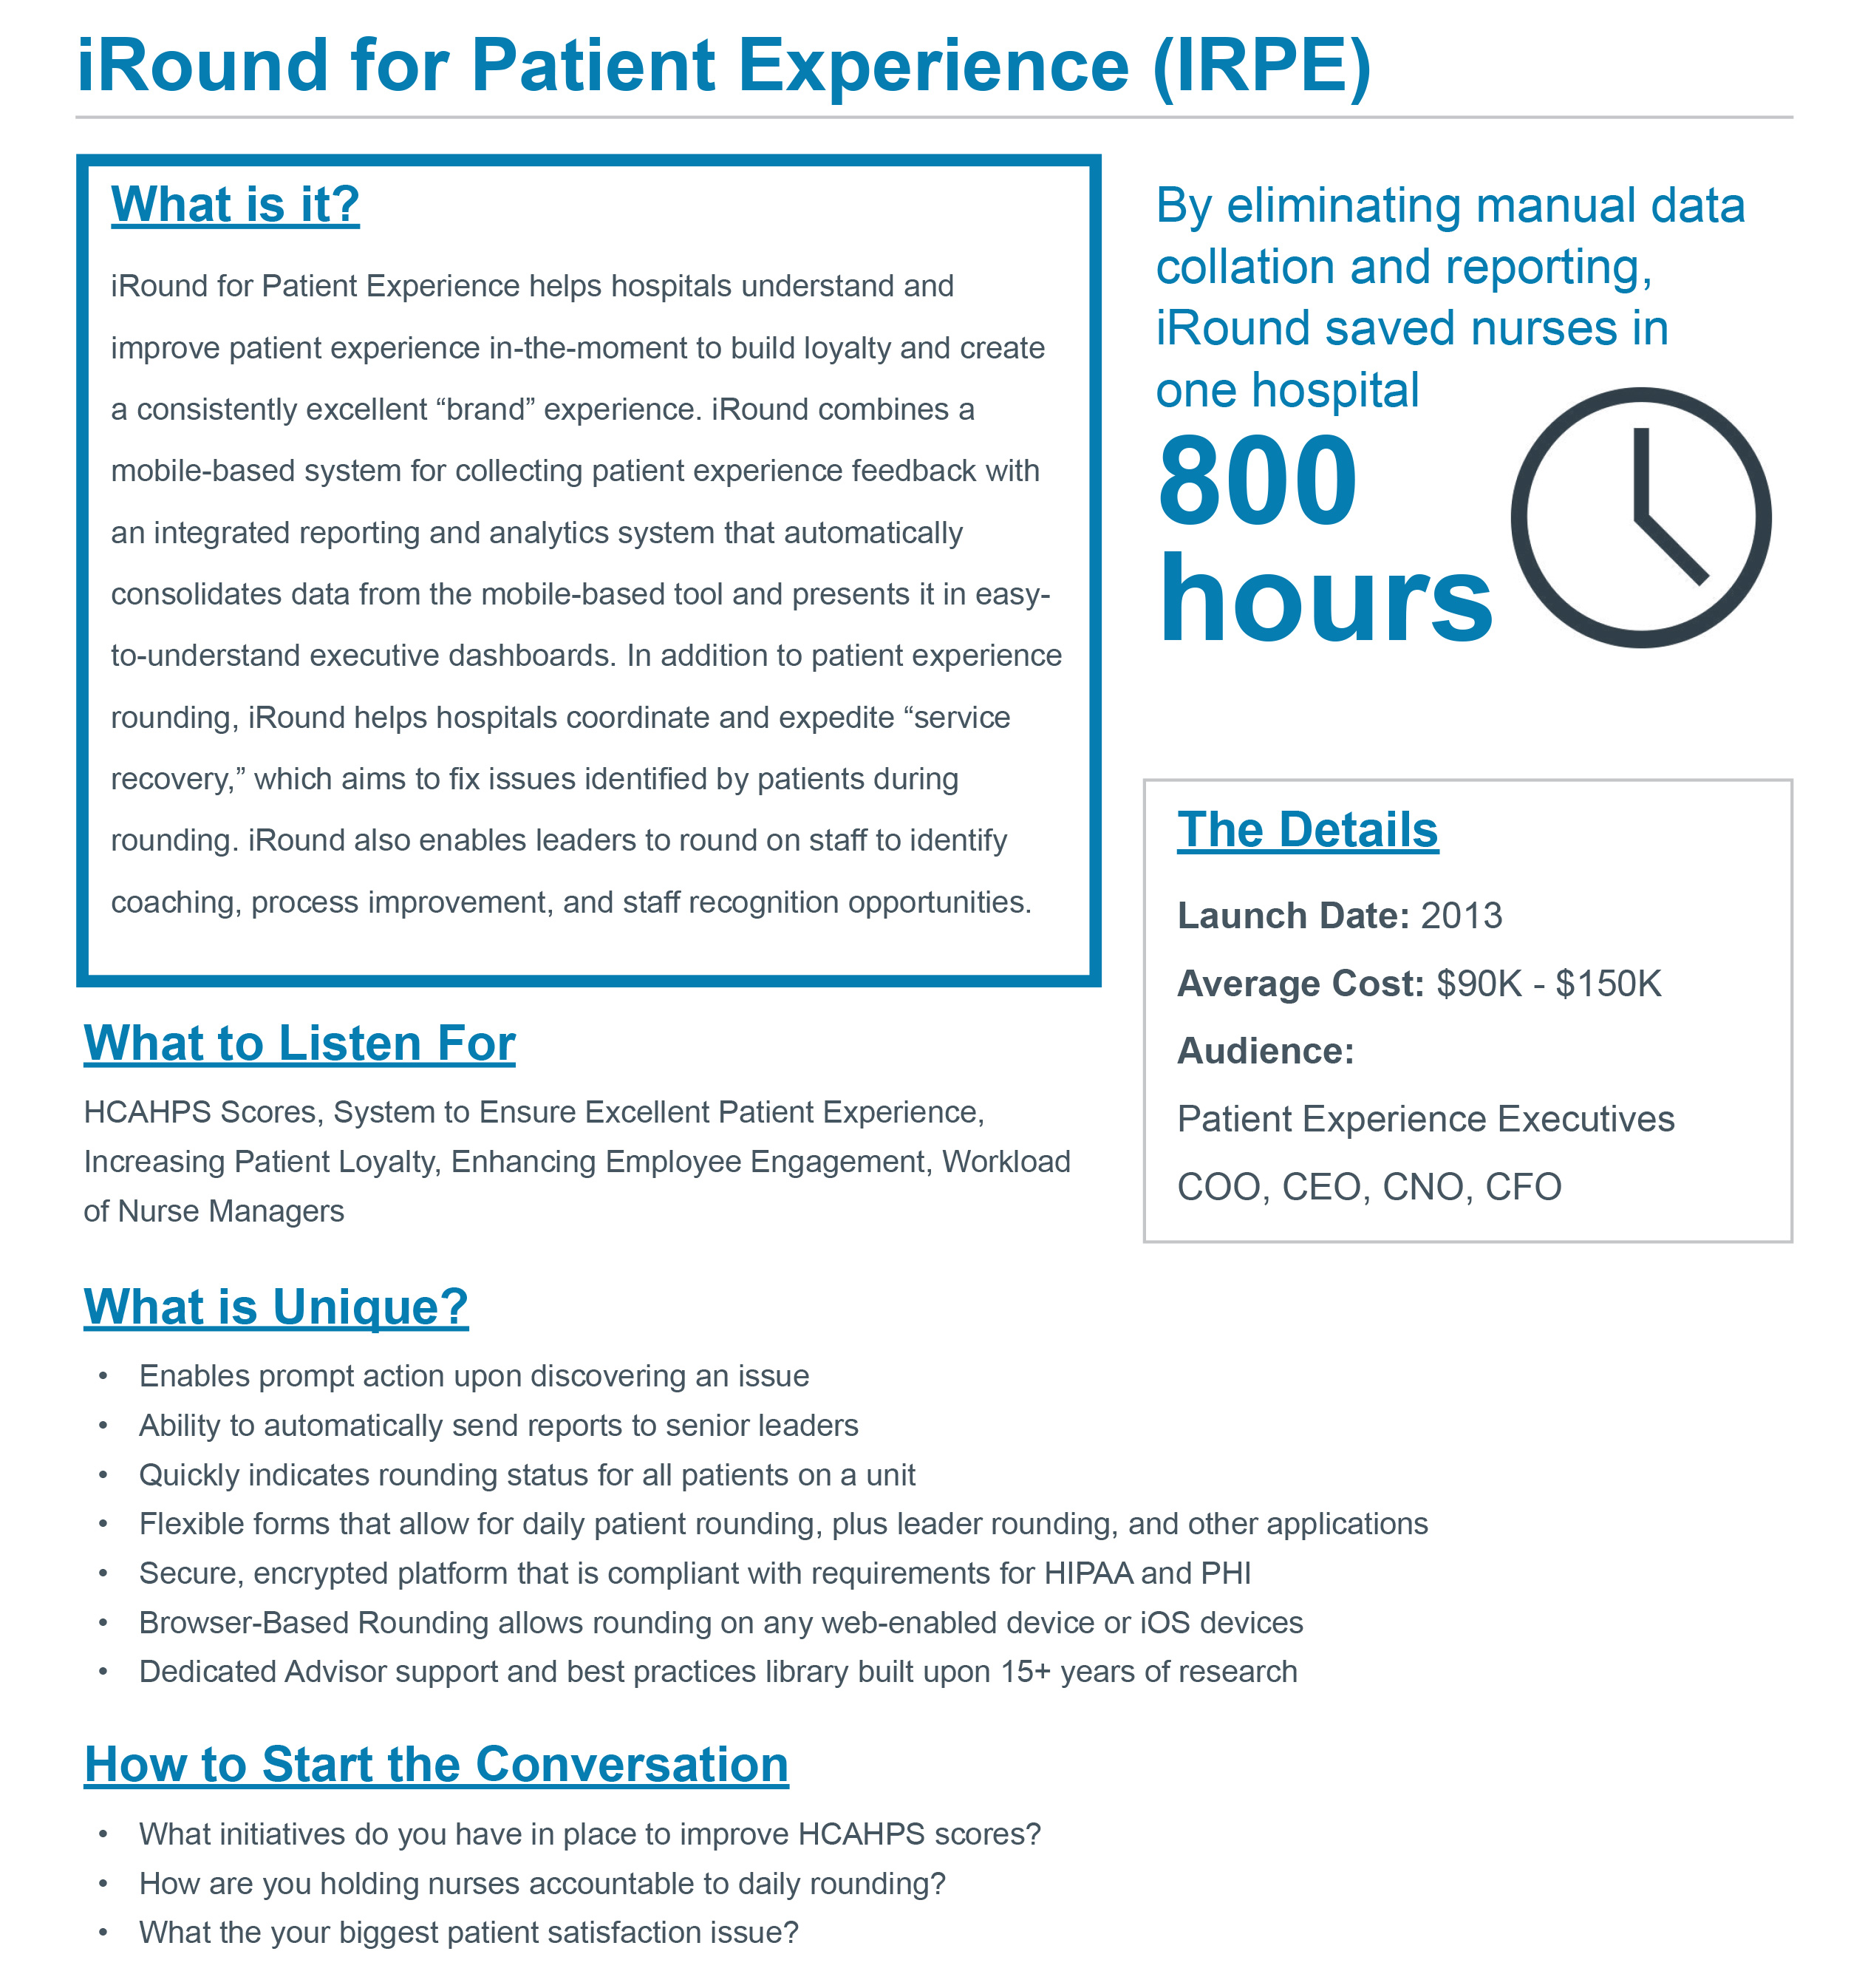 iRound for Patient Experience (IRPE)
What is it?
iRound for Patient Experience helps hospitals understand and
improve patient experience in-the-moment to build loyalty and create
a consistently excellent “brand” experience. iRound combines a
mobile-based system for collecting patient experience feedback with
an integrated reporting and analytics system that automatically
consolidates data from the mobile-based tool and presents it in easy-
to-understand executive dashboards. In addition to patient experience
rounding, iRound helps hospitals coordinate and expedite “service
recovery,” which aims to fix issues identified by patients during
rounding. iRound also enables leaders to round on staff to identify
coaching, process improvement, and staff recognition opportunities.
By eliminating manual data
collation and reporting,
iRound saved nurses in
one hospital
800
hours
The Details
Launch Date: 2013
Average Cost: $90K - $150K
Audience:
Patient Experience Executives
COO, CEO, CNO, CFO
What to Listen For
HCAHPS Scores, System to Ensure Excellent Patient Experience,
Increasing Patient Loyalty, Enhancing Employee Engagement, Workload
of Nurse Managers
What is Unique?
• Enables prompt action upon discovering an issue
• Ability to automatically send reports to senior leaders
• Quickly indicates rounding status for all patients on a unit
• Flexible forms that allow for daily patient rounding, plus leader rounding, and other applications
• Secure, encrypted platform that is compliant with requirements for HIPAA and PHI
• Browser-Based Rounding allows rounding on any web-enabled device or iOS devices
• Dedicated Advisor support and best practices library built upon 15+ years of research
How to Start the Conversation
• What initiatives do you have in place to improve HCAHPS scores?
• How are you holding nurses accountable to daily rounding?
• What the your biggest patient satisfaction issue?